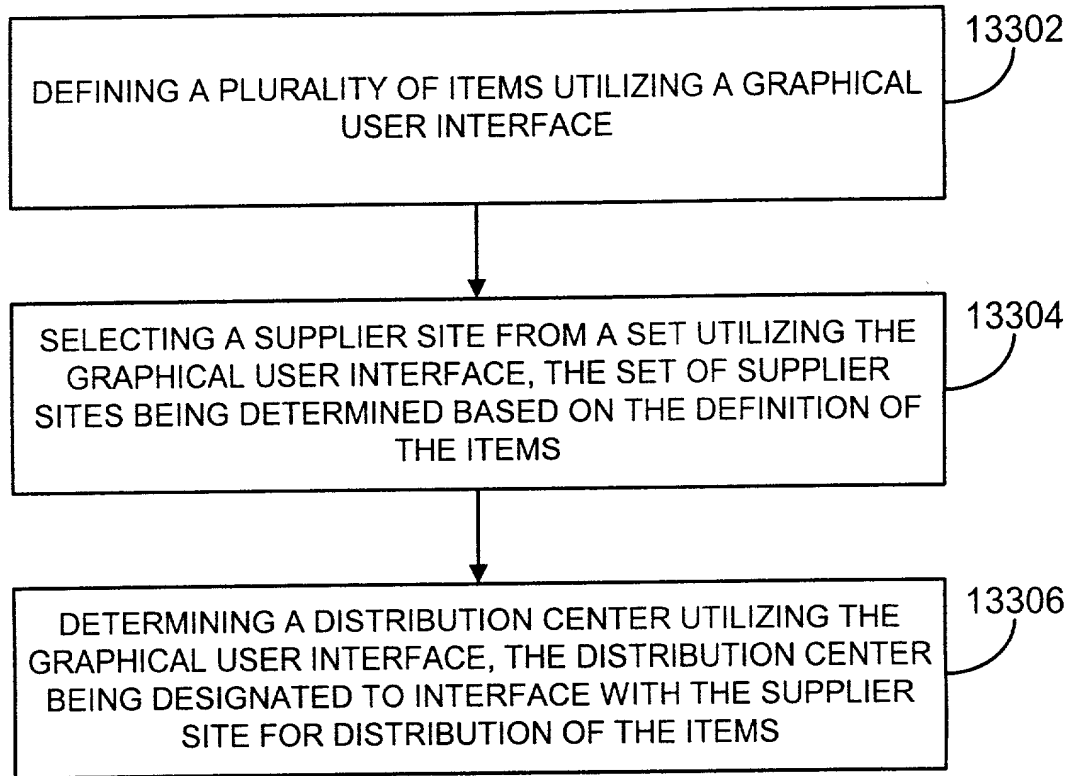 13302
DEFINING A PLURALITY OF ITEMS UTILIZING A GRAPHICAL
USER INTERFACE
13304
SELECTING A SUPPLIER SITE FROM A SET UTILIZING THE
GRAPHICAL USER INTERFACE, THE SET OF SUPPLIER
SITES BEING DETERMINED BASED ON THE DEFINITION OF
THE ITEMS
13306
DETERMINING A DISTRIBUTION CENTER UTILIZING THE
GRAPHICAL USER INTERFACE, THE DISTRIBUTION CENTER
BEING DESIGNATED TO INTERFACE WITH THE SUPPLIER
SITE FOR DISTRIBUTION OF THE ITEMS